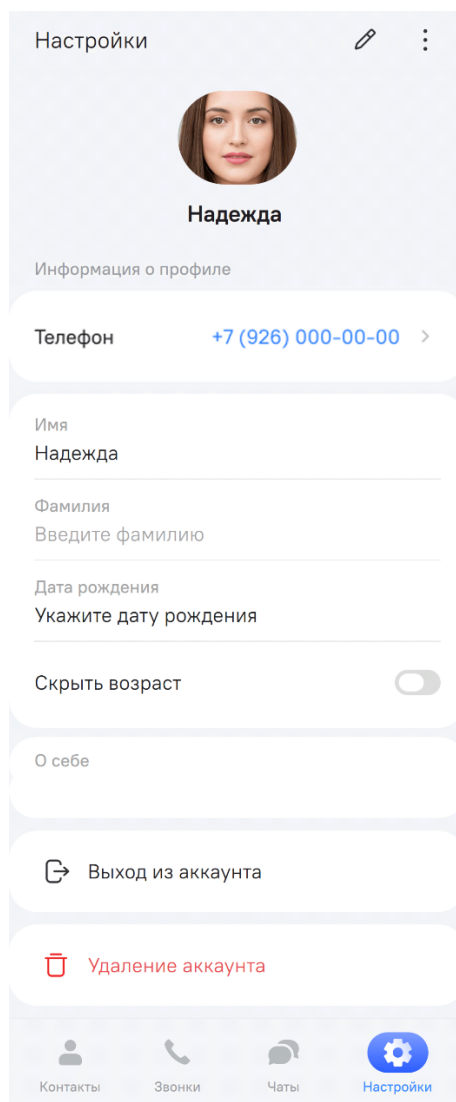 Настройки
Надежда
Информация о профиле
Телефон +7 (926) 000-00-00
Имя
Надежда
Фамилия
Введите фамилию
Дата рождения
Укажите дату рождения
Скрыть возраст
О себе
Выход из аккаунта
Удаление аккаунта
Контакты Звонки Чаты Настройки